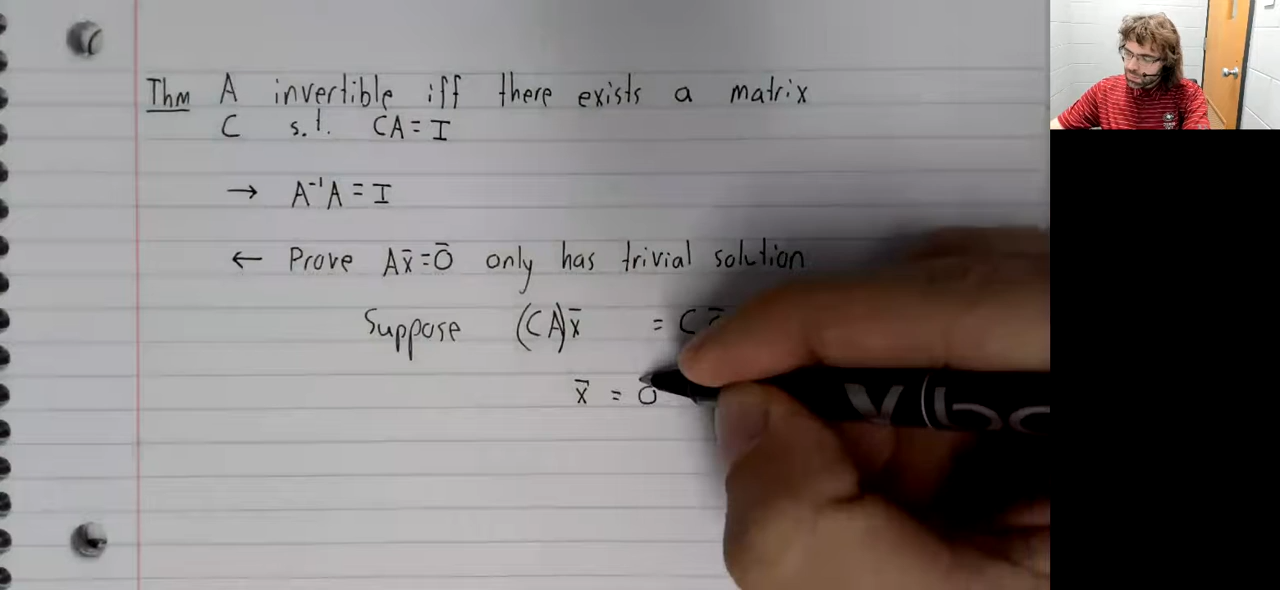 Thm A invertible iff there exists a matrix
C s.t. CA = I
→ A⁻¹A = I
← Prove Ax̄=0̄ only has trivial solution
Suppose (CA)x̄ = C
x̄ = 0